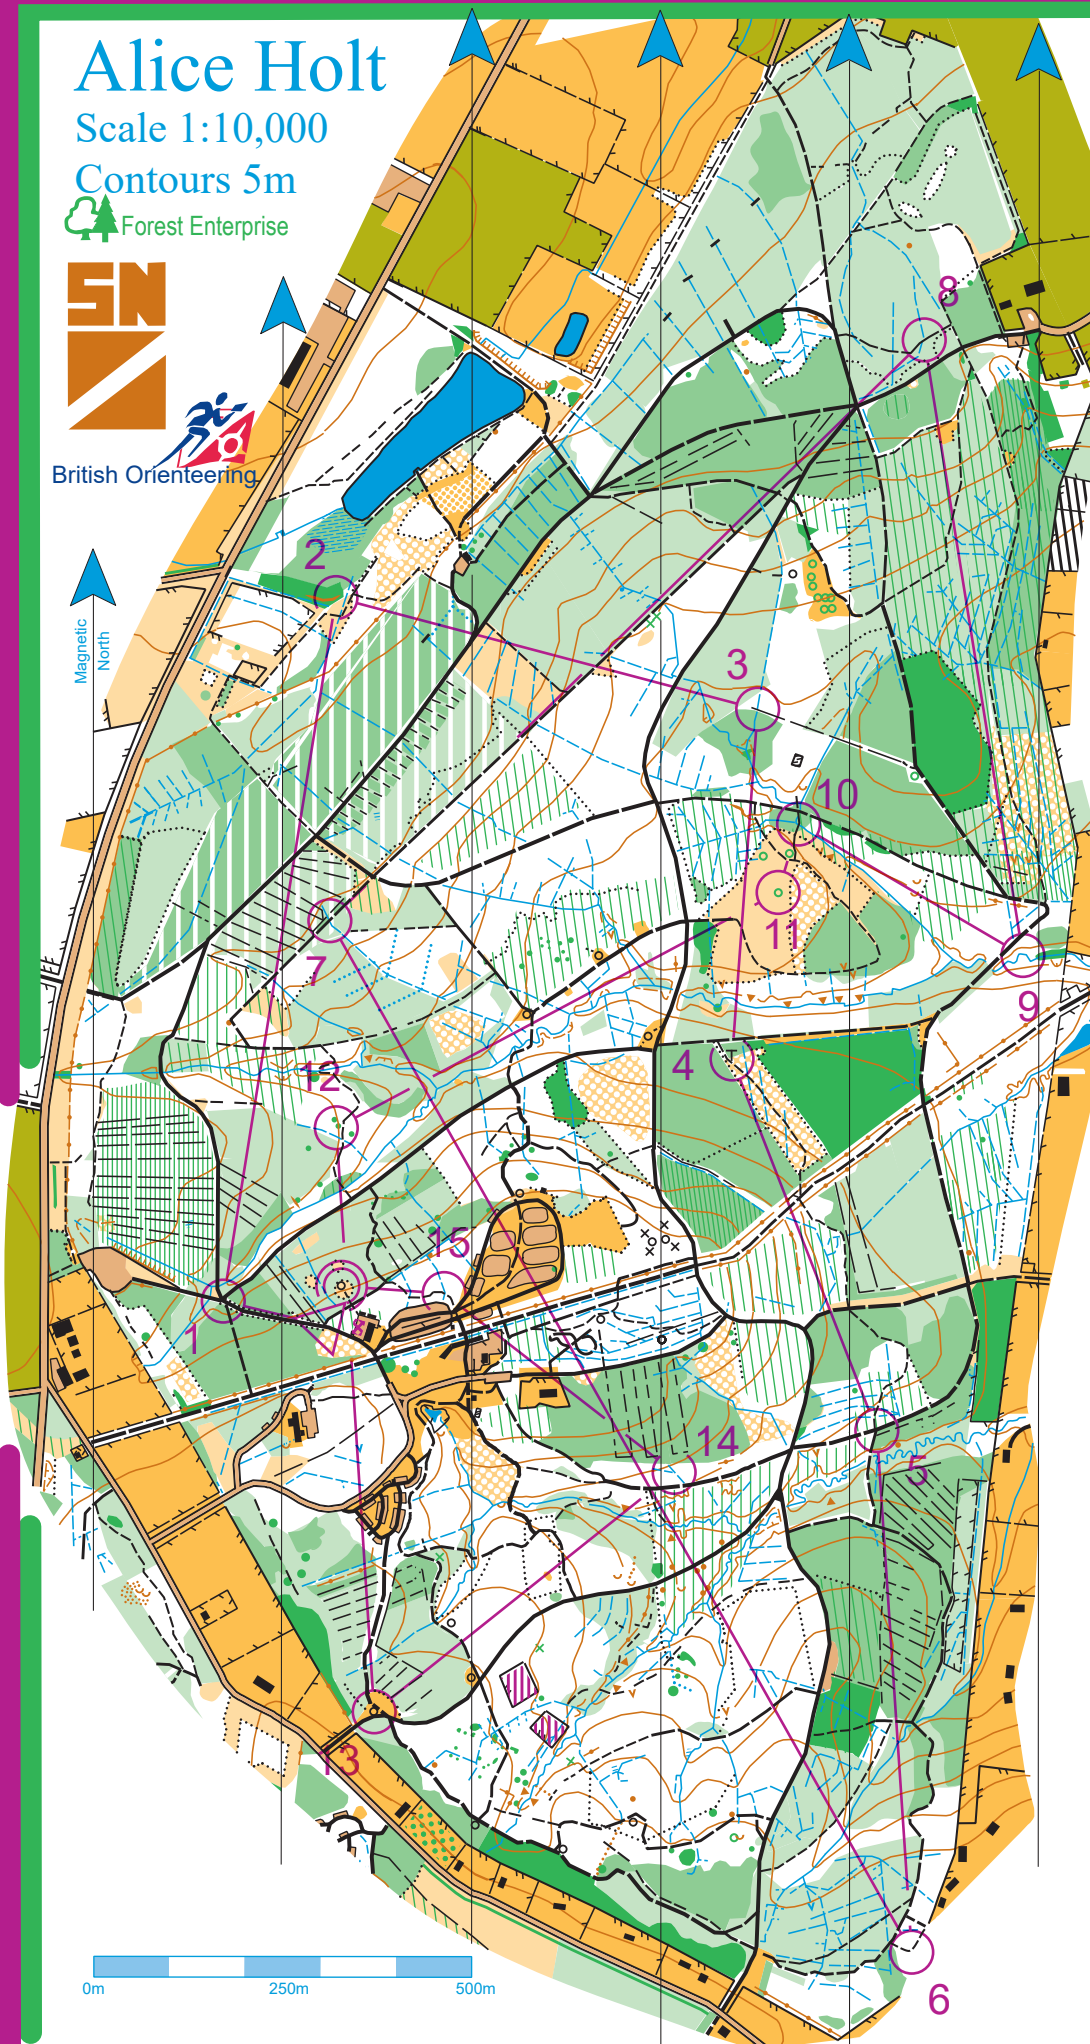 Alice Holt
Scale 1:10,000
Contours 5m
Forest Enterprise
SN
British Orienteering
Magnetic
North
8
2
3
10
11
7
9
12
4
15
1
14
5
13
6
0m 250m 500m